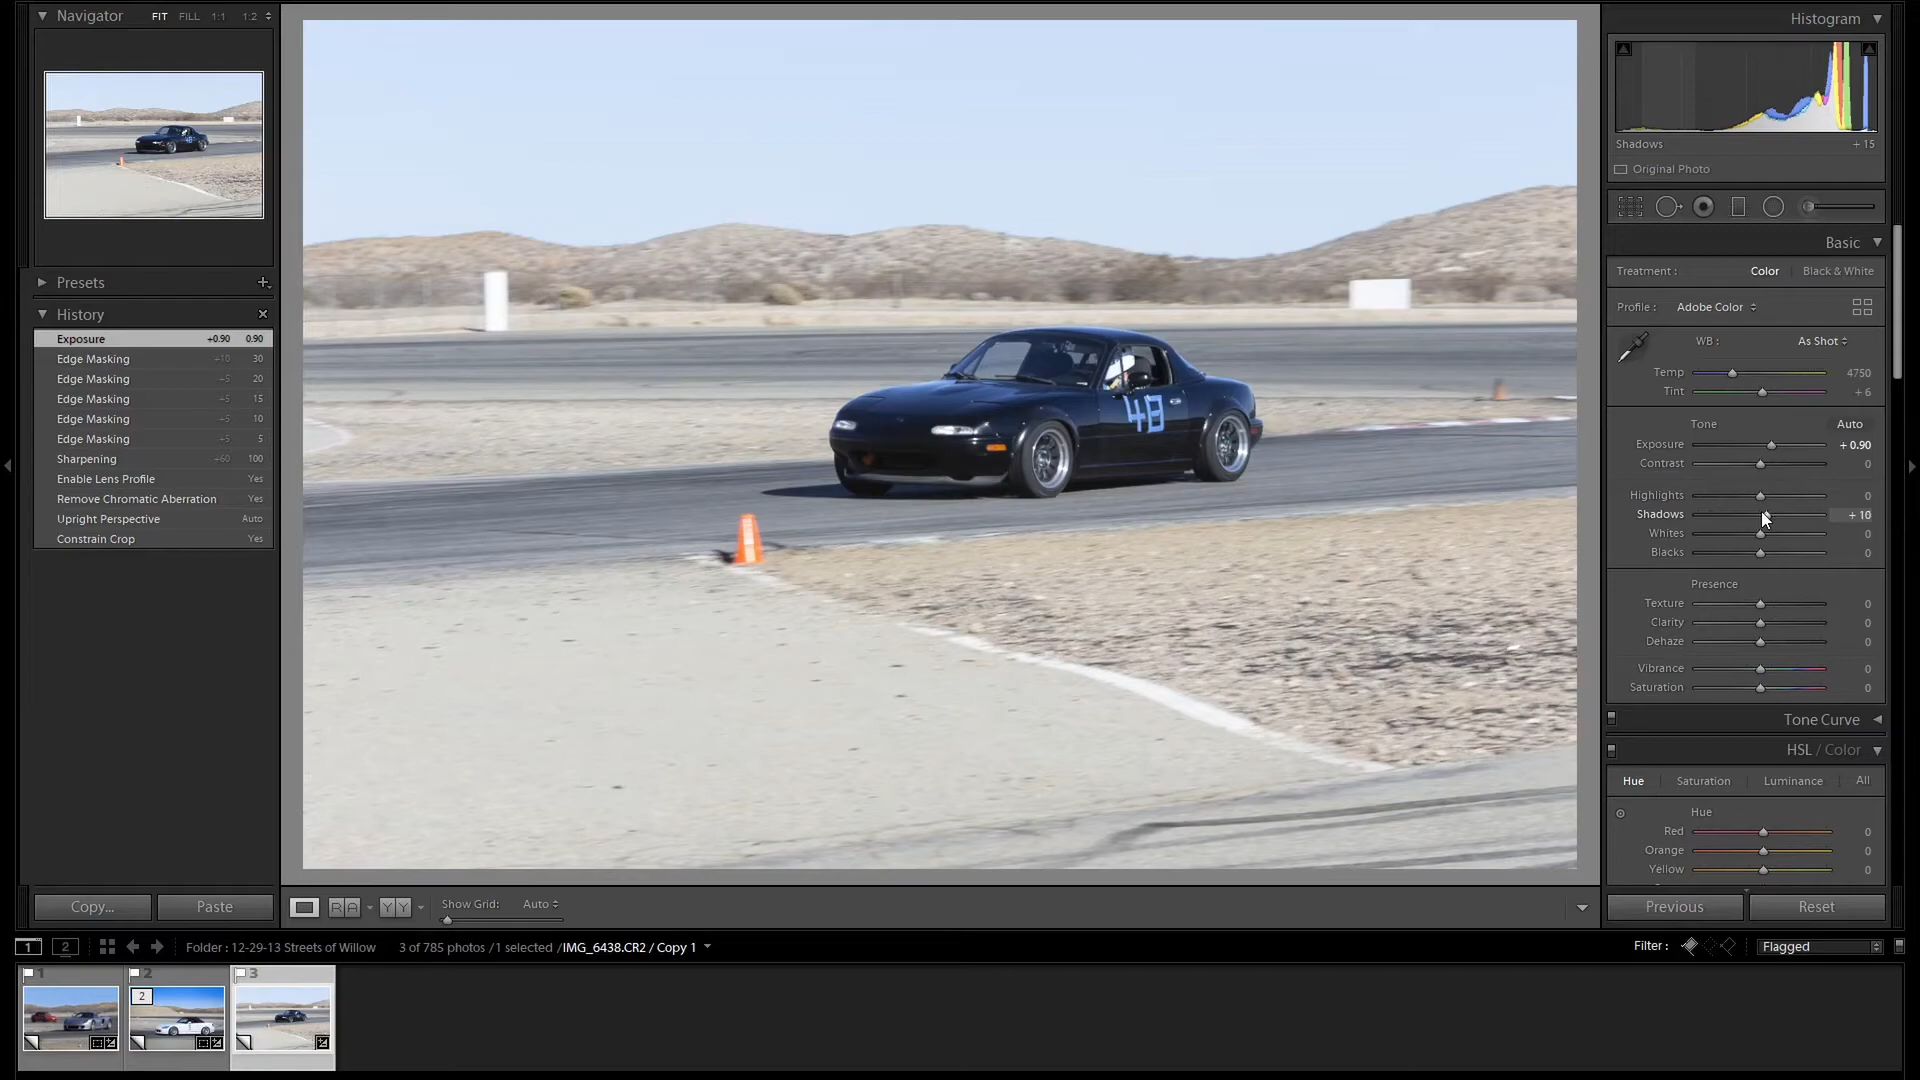 Navigator FIT FILL 1:1 1:2
Presets
History
Exposure +0.90 0.90
Edge Masking +10 30
Edge Masking +5 20
Edge Masking +5 15
Edge Masking +5 10
Edge Masking +5 5
Sharpening +60 100
Enable Lens Profile Yes
Remove Chromatic Aberration Yes
Upright Perspective Auto
Constrain Crop Yes
Copy... Paste
48
Histogram
Shadows + 15
Original Photo
Basic
Treatment : Color Black & White
Profile : Adobe Color
WB : As Shot
Temp 4750
Tint + 6
Tone Auto
Exposure + 0.90
Contrast 0
Highlights 0
Shadows + 10
Whites 0
Blacks 0
Presence
Texture 0
Clarity 0
Dehaze 0
Vibrance 0
Saturation 0
Tone Curve
HSL / Color
Hue Saturation Luminance All
Hue
Red 0
Orange 0
Yellow 0
Previous Reset
R A Y Y Show Grid: Auto
1 2 Folder : 12-29-13 Streets of Willow 3 of 785 photos /1 selected /IMG_6438.CR2 / Copy 1 Filter : Flagged
1 2 3
2